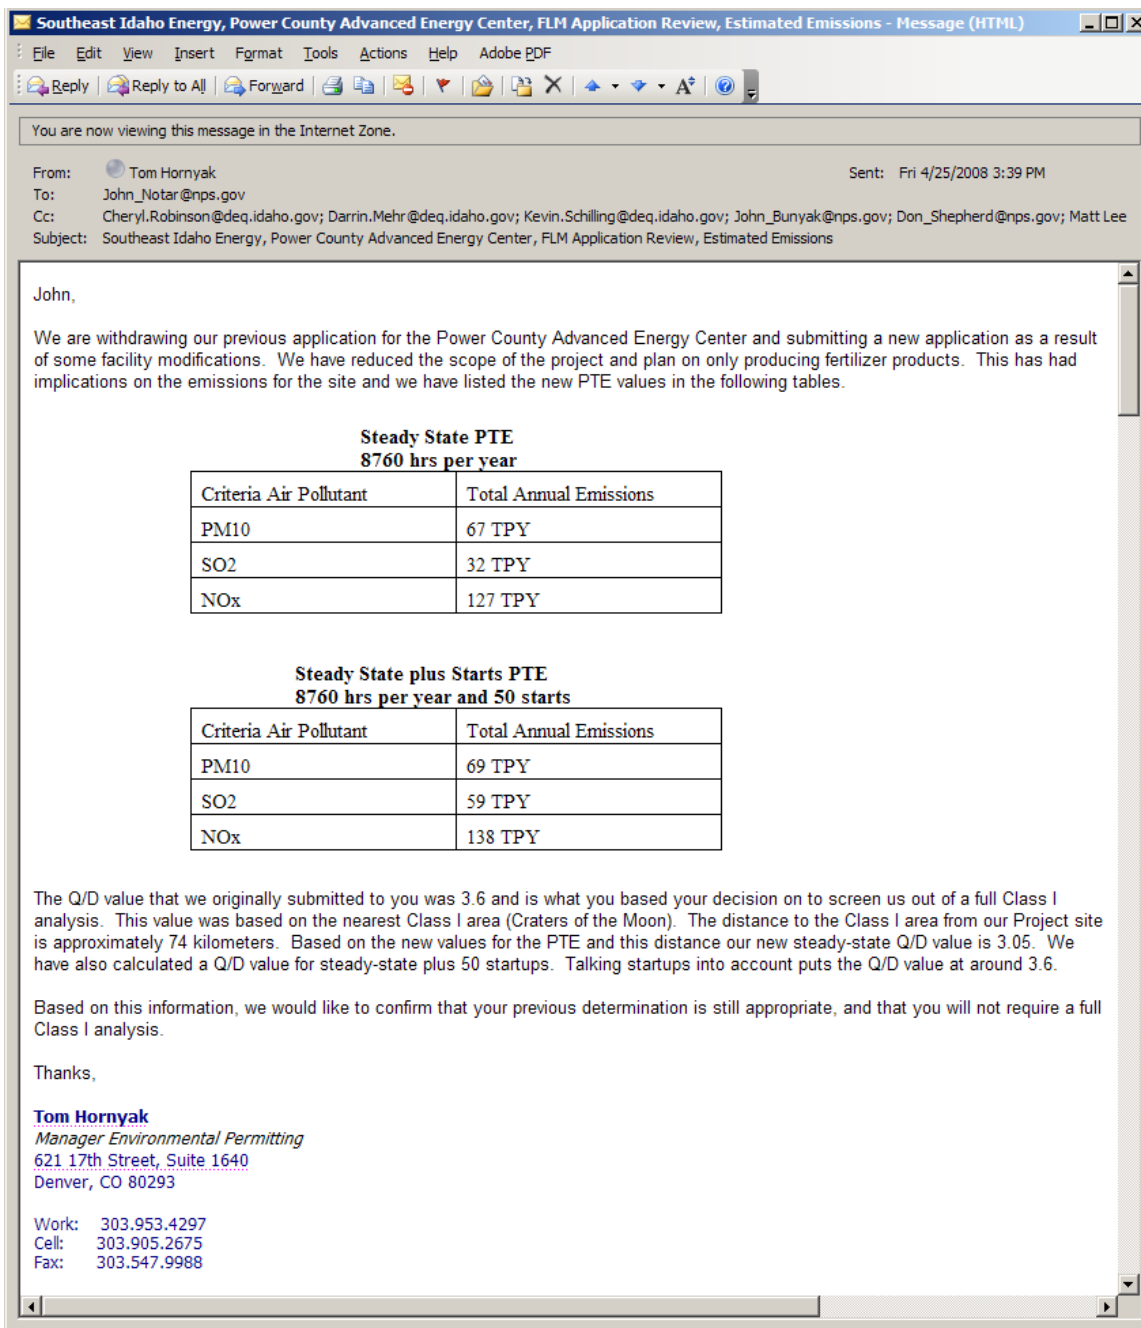 Southeast Idaho Energy, Power County Advanced Energy Center, FLM Application Review, Estimated Emissions - Message (HTML)
File Edit View Insert Format Tools Actions Help Adobe PDF
Reply Reply to All Forward
You are now viewing this message in the Internet Zone.
From: Tom Hornyak Sent: Fri 4/25/2008 3:39 PM
To: John_Notar@nps.gov
Cc: Cheryl.Robinson@deq.idaho.gov; Darrin.Mehr@deq.idaho.gov; Kevin.Schilling@deq.idaho.gov; John_Bunyak@nps.gov; Don_Shepherd@nps.gov; Matt Lee
Subject: Southeast Idaho Energy, Power County Advanced Energy Center, FLM Application Review, Estimated Emissions
John,
We are withdrawing our previous application for the Power County Advanced Energy Center and submitting a new application as a result
of some facility modifications. We have reduced the scope of the project and plan on only producing fertilizer products. This has had
implications on the emissions for the site and we have listed the new PTE values in the following tables.
Steady State PTE
8760 hrs per year
Criteria Air Pollutant Total Annual Emissions
PM10 67 TPY
SO2 32 TPY
NOx 127 TPY
Steady State plus Starts PTE
8760 hrs per year and 50 starts
Criteria Air Pollutant Total Annual Emissions
PM10 69 TPY
SO2 59 TPY
NOx 138 TPY
The Q/D value that we originally submitted to you was 3.6 and is what you based your decision on to screen us out of a full Class I
analysis. This value was based on the nearest Class I area (Craters of the Moon). The distance to the Class I area from our Project site
is approximately 74 kilometers. Based on the new values for the PTE and this distance our new steady-state Q/D value is 3.05. We
have also calculated a Q/D value for steady-state plus 50 startups. Talking startups into account puts the Q/D value at around 3.6.
Based on this information, we would like to confirm that your previous determination is still appropriate, and that you will not require a full
Class I analysis.
Thanks,
Tom Hornyak
Manager Environmental Permitting
621 17th Street, Suite 1640
Denver, CO 80293
Work: 303.953.4297
Cell: 303.905.2675
Fax: 303.547.9988